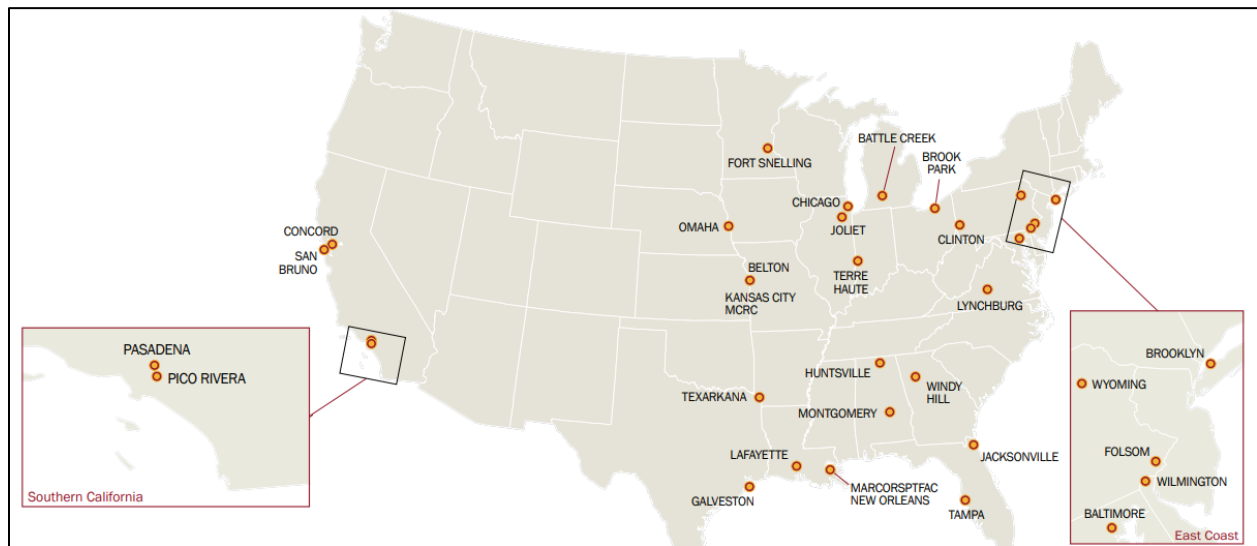 BATTLE CREEK
BROOK
PARK
FORT SNELLING
CHICAGO
JOLIET
OMAHA
CLINTON
CONCORD
SAN
BRUNO
BELTON
TERRE
HAUTE
KANSAS CITY
MCRC
LYNCHBURG
PASADENA
PICO RIVERA
Southern California
HUNTSVILLE
WINDY
HILL
TEXARKANA
MONTGOMERY
JACKSONVILLE
LAFAYETTE
MARCORSPTFAC
NEW ORLEANS
GALVESTON
TAMPA
BROOKLYN
WYOMING
FOLSOM
WILMINGTON
BALTIMORE
East Coast